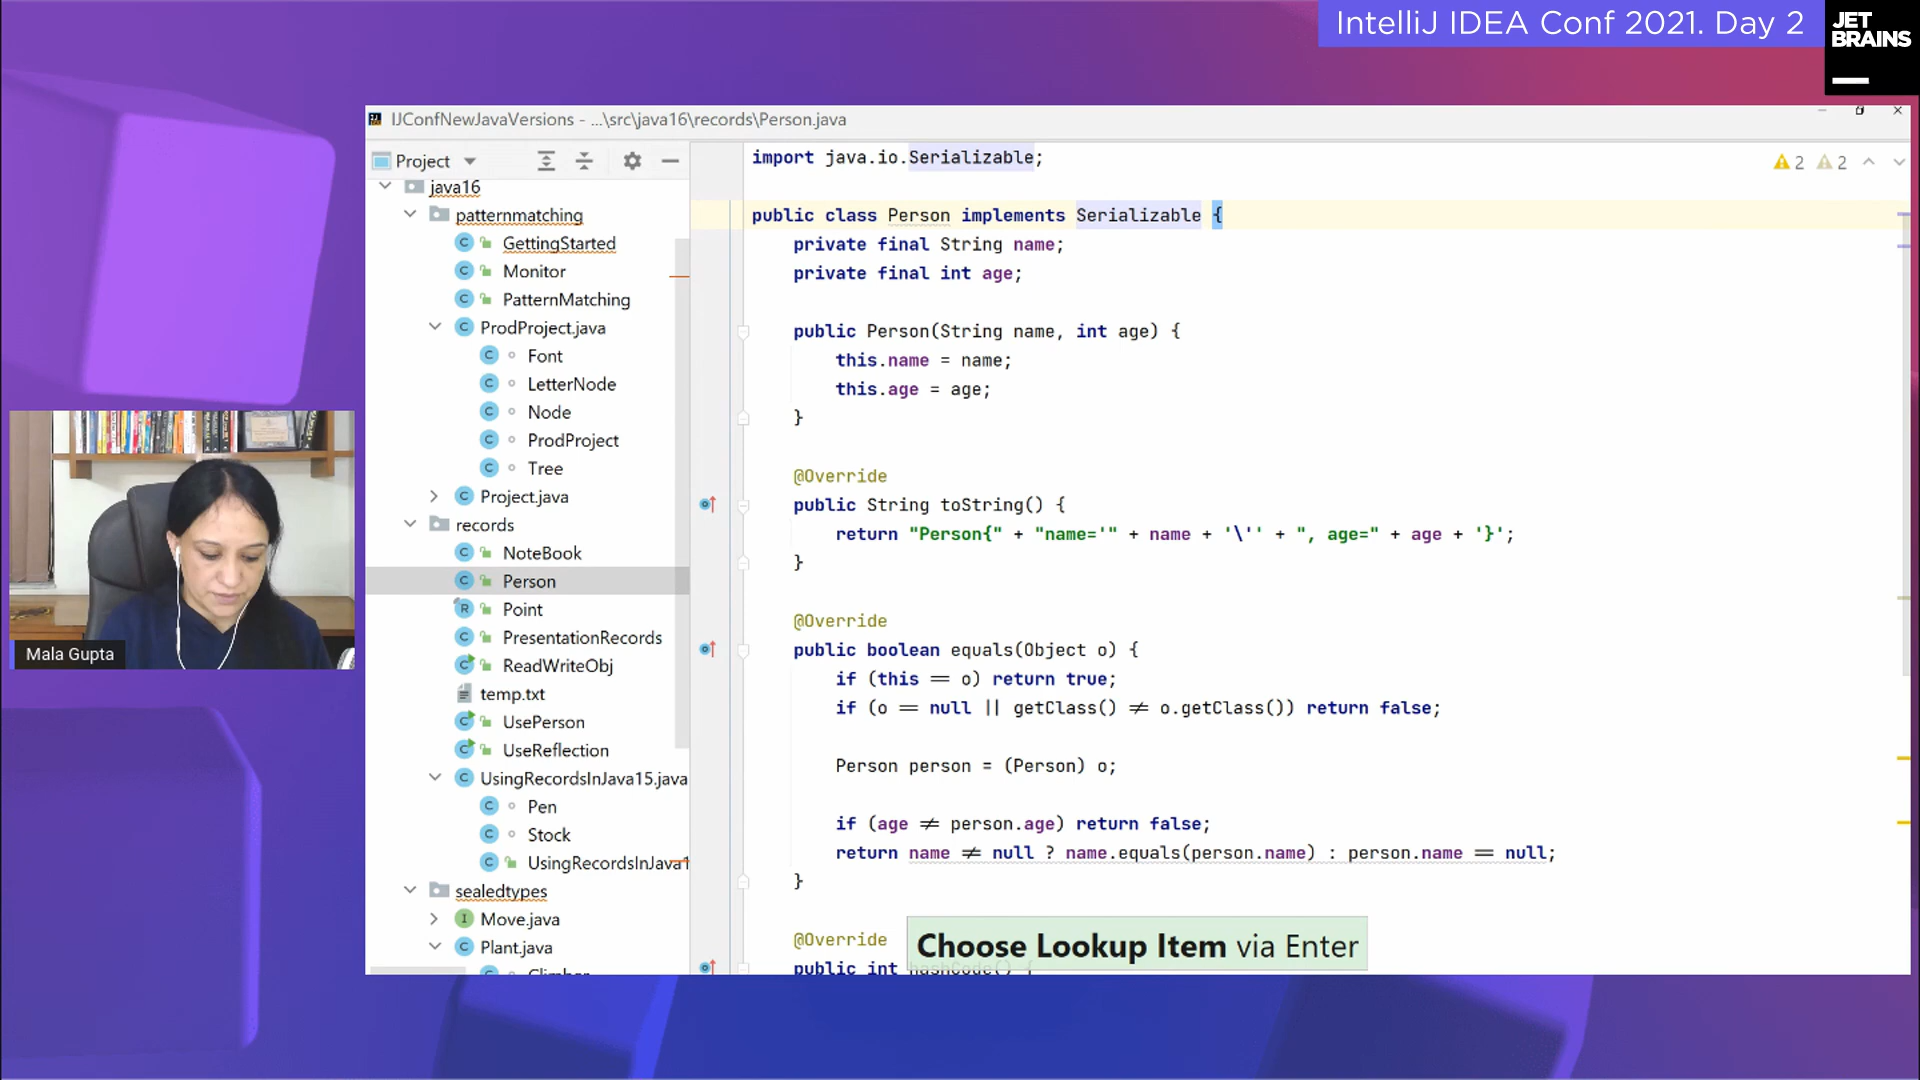 IntelliJ IDEA Conf 2021. Day 2
JET
BRAINS
IJConfNewJavaVersions - ...\src\java16\records\Person.java
Project
java16
patternmatching
GettingStarted
Monitor
PatternMatching
ProdProject.java
Font
LetterNode
Node
ProdProject
Tree
Project.java
records
NoteBook
Person
Point
PresentationRecords
ReadWriteObj
temp.txt
UsePerson
UseReflection
UsingRecordsInJava15.java
Pen
Stock
UsingRecordsInJava1
sealedtypes
Move.java
Plant.java
2 2
import java.io.Serializable;
public class Person implements Serializable {
private final String name;
private final int age;
public Person(String name, int age) {
this.name = name;
this.age = age;
}
@Override
public String toString() {
return "Person{" + "name='" + name + '\'' + ", age=" + age + '}';
}
@Override
public boolean equals(Object o) {
if (this == o) return true;
if (o == null || getClass() ≠ o.getClass()) return false;
Person person = (Person) o;
if (age ≠ person.age) return false;
return name ≠ null ? name.equals(person.name) : person.name == null;
}
@Override
public int hashCode() {
Choose Lookup Item via Enter
Mala Gupta